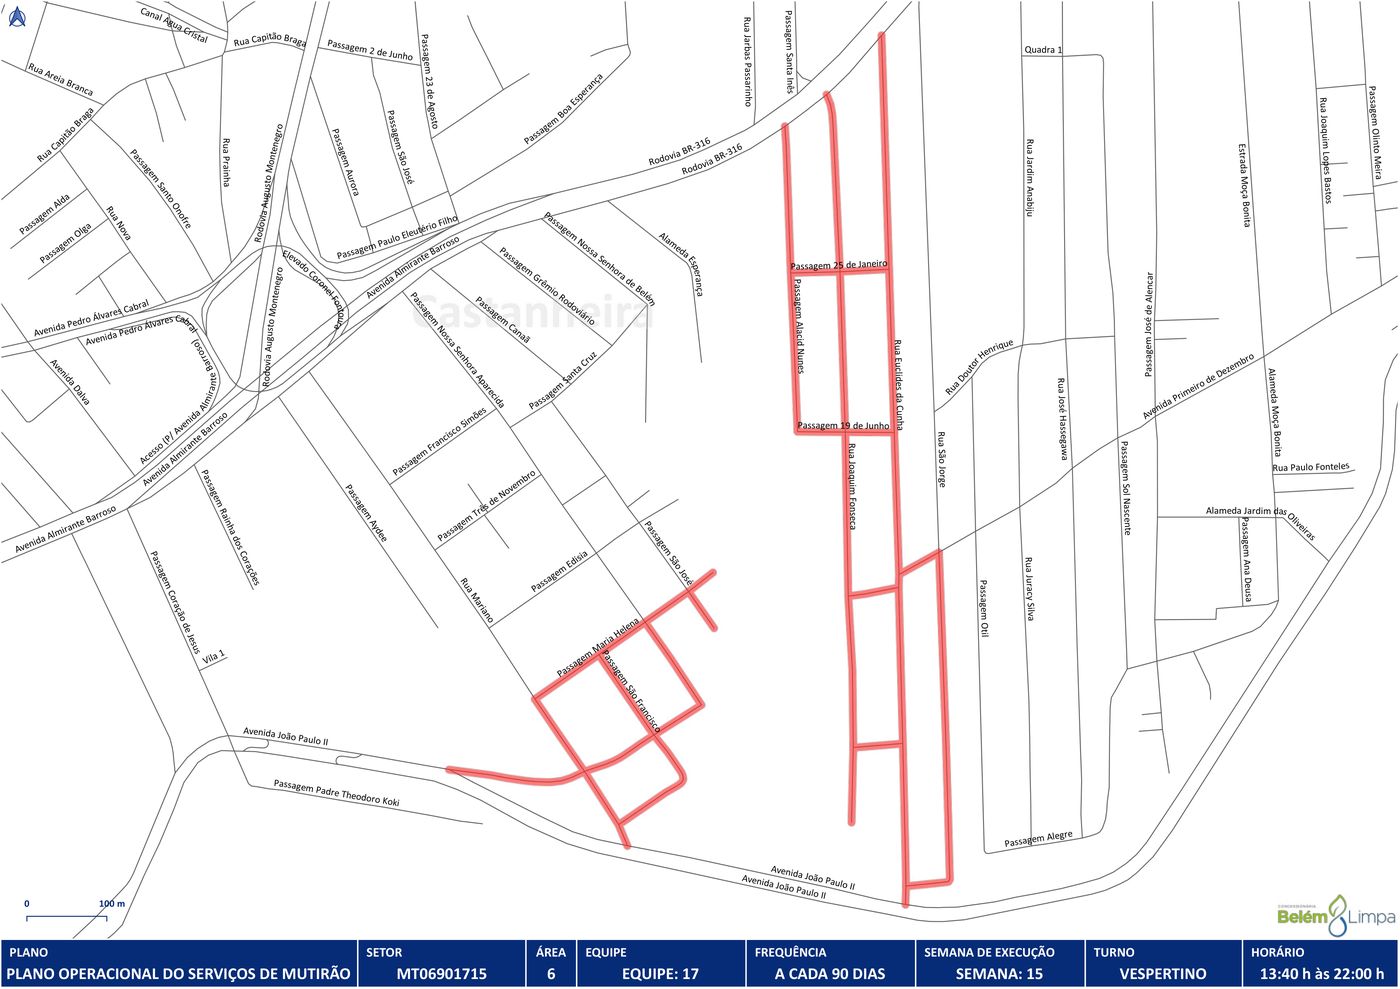 Canal Água Cristal
Rua Capitão Braga
Passagem 2 de Junho
Rua Areia Branca
Rua Capitão Braga
Passagem 23 de Agosto
Passagem Boa Esperança
Rua Jarbas Passarinho
Passagem Santa Inês
Quadra 1
Passagem Olinto Meira
Rua Joaquim Lopes Bastos
Rua Prainha
Passagem Aurora
Passagem São José
Rodovia Augusto Montenegro
Rodovia BR-316
Rodovia BR-316
Rua Jardim Anabiju
Estrada Moça Bonita
Passagem Santo Onofre
Passagem Alda
Rua Nova
Passagem Olga
Passagem Paulo Eleutério Filho
Avenida Almirante Barroso
Passagem Nossa Senhora de Belém
Alameda Esperança
Passagem Grêmio Rodoviário
Elevado Coronel Fontoura
Passagem 25 de Janeiro
Passagem José de Alencar
Avenida Pedro Álvares Cabral
Avenida Pedro Álvares Cabral
Castanheira
Passagem Canaã
Passagem Nossa Senhora Aparecida
Passagem Alacid Nunes
Rua Euclides da Cunha
Rua Doutor Henrique
Avenida Primeiro de Dezembro
Rodovia Augusto Montenegro
Acesso (P/ Avenida Almirante Barroso)
Avenida Dalva
Passagem Santa Cruz
Rua José Hassegawa
Alameda Moça Bonita
Passagem Francisco Simões
Passagem 19 de Junho
Avenida Almirante Barroso
Rua São Jorge
Rua Joaquim Fonseca
Passagem Sol Nascente
Rua Paulo Fonteles
Passagem Rainha dos Corações
Passagem Aydee
Passagem Três de Novembro
Avenida Almirante Barroso
Alameda Jardim das Oliveiras
Passagem Ana Deusa
Passagem São José
Passagem Edisia
Rua Mariano
Passagem Coração de Jesus
Vila 1
Passagem Otil
Rua Juracy Silva
Passagem Maria Helena
Passagem São Francisco
Avenida João Paulo II
Passagem Padre Theodoro Koki
Passagem Alegre
Avenida João Paulo II
Avenida João Paulo II
0 100 m
CONCESSIONÁRIA
Belém Limpa
PLANO
PLANO OPERACIONAL DO SERVIÇOS DE MUTIRÃO
SETOR
MT06901715
ÁREA
6
EQUIPE
EQUIPE: 17
FREQUÊNCIA
A CADA 90 DIAS
SEMANA DE EXECUÇÃO
SEMANA: 15
TURNO
VESPERTINO
HORÁRIO
13:40 h às 22:00 h